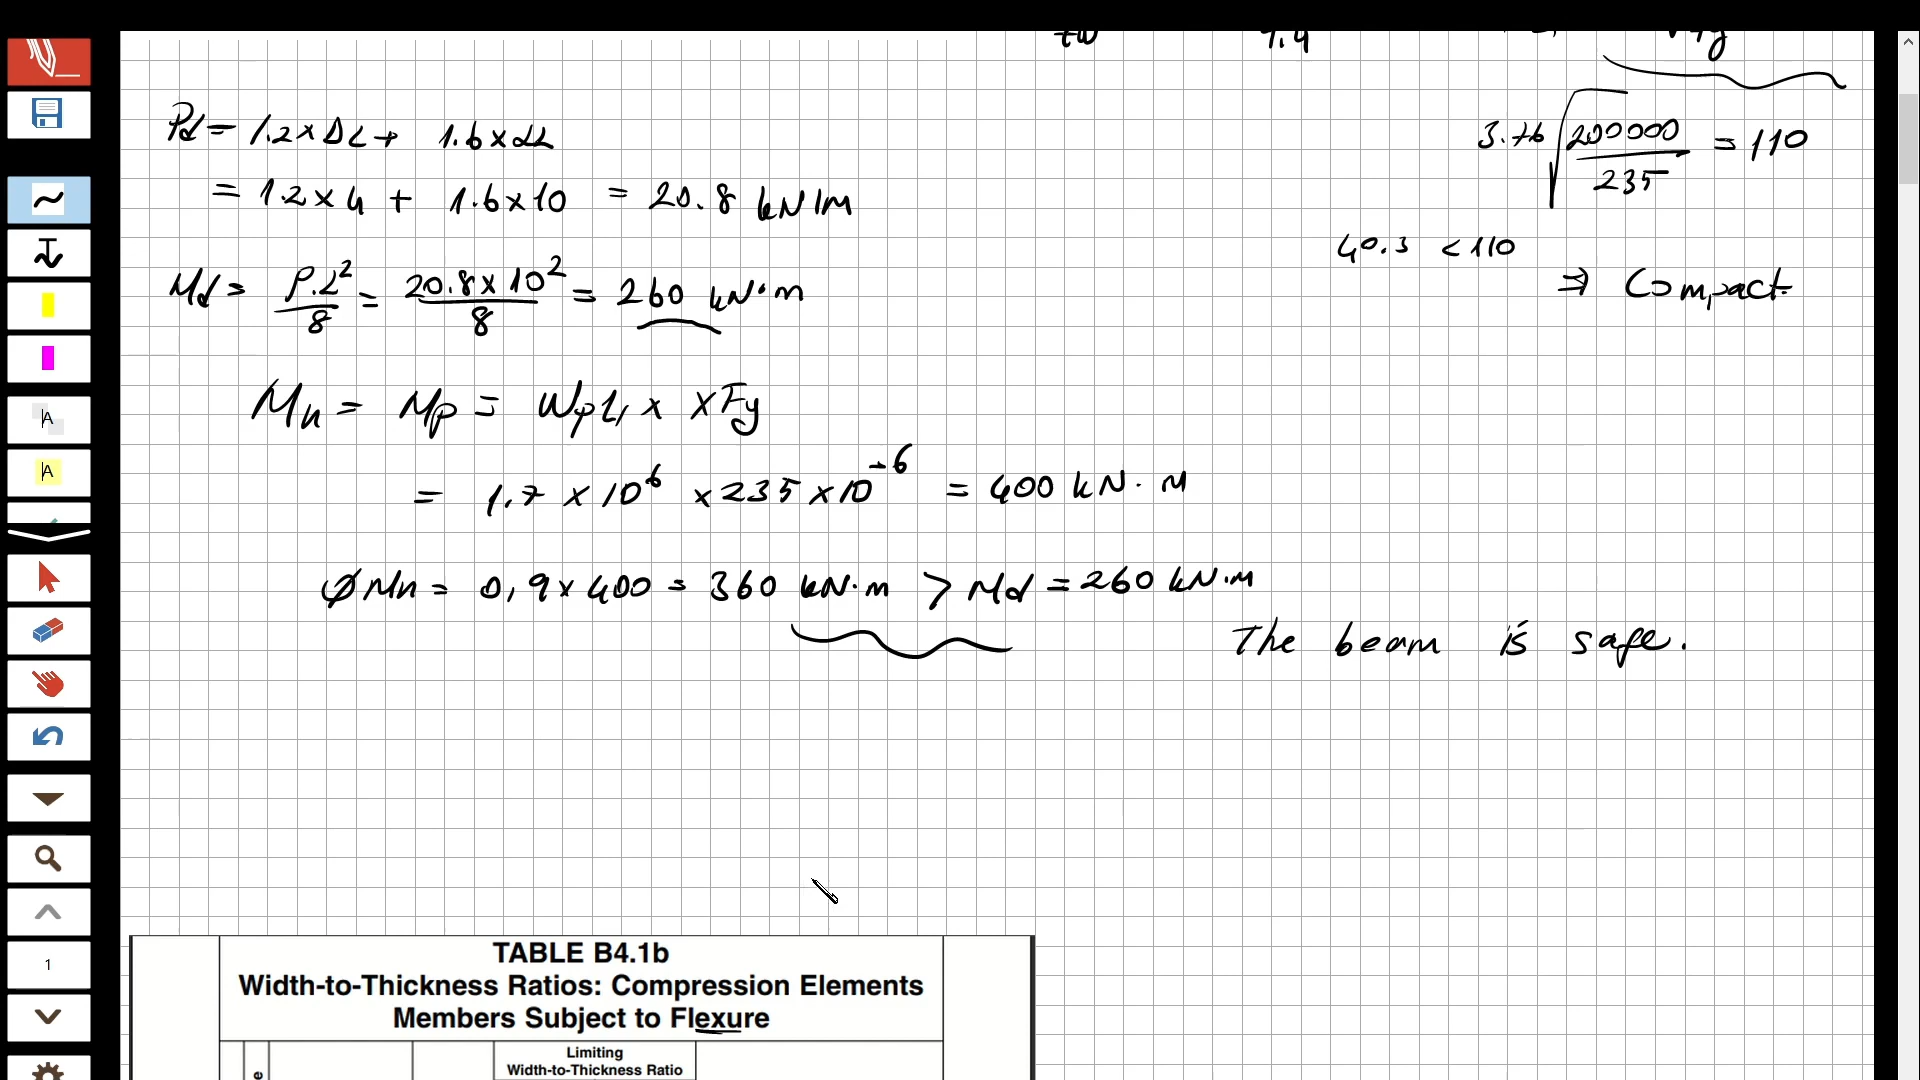 tw 9.4 √Fy
Pd = 1.2 × DL + 1.6 × LL
= 1.2 × 4 + 1.6 × 10 = 20.8 kN/m
3.76 √(200000/235) = 110
40.3 < 110
⇒ Compact.
Md = P.L²/8 = 20.8 × 10²/8 = 260 kN·m
Mn = Mp = Wpl, × × Fy
= 1.7 × 10⁶ × 235 × 10⁻⁶ = 400 kN·m
ØMn = 0,9 × 400 = 360 kN·m > Md = 260 kN·m
The beam is safe.
A
A
1
TABLE B4.1b
Width-to-Thickness Ratios: Compression Elements
Members Subject to Flexure
Limiting
Width-to-Thickness Ratio
e